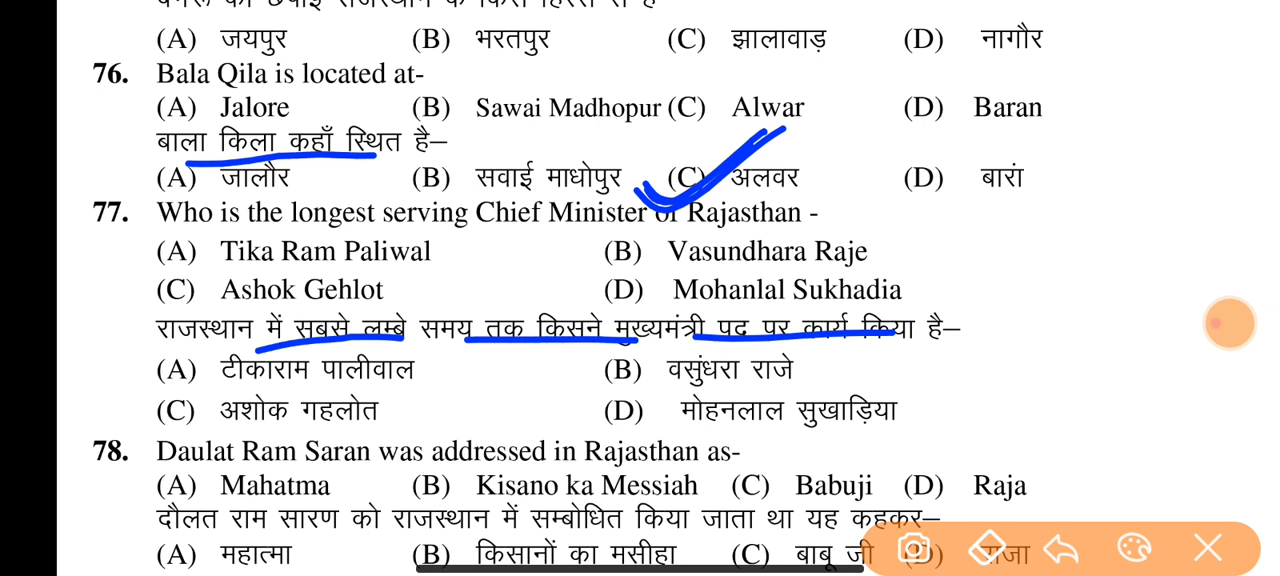 (A) जयपुर (B) भरतपुर (C) झालावाड़ (D) नागौर
76. Bala Qila is located at-
(A) Jalore (B) Sawai Madhopur (C) Alwar (D) Baran
बाला किला कहाँ स्थित है–
(A) जालौर (B) सवाई माधोपुर (C) अलवर (D) बारां
77. Who is the longest serving Chief Minister of Rajasthan -
(A) Tika Ram Paliwal (B) Vasundhara Raje
(C) Ashok Gehlot (D) Mohanlal Sukhadia
राजस्थान में सबसे लम्बे समय तक किसने मुख्यमंत्री पद पर कार्य किया है–
(A) टीकाराम पालीवाल (B) वसुंधरा राजे
(C) अशोक गहलोत (D) मोहनलाल सुखाड़िया
78. Daulat Ram Saran was addressed in Rajasthan as-
(A) Mahatma (B) Kisano ka Messiah (C) Babuji (D) Raja
दौलत राम सारण को राजस्थान में सम्बोधित किया जाता था यह कहकर–
(A) महात्मा (B) किसानों का मसीहा (C) बाबू जी (D) राजा